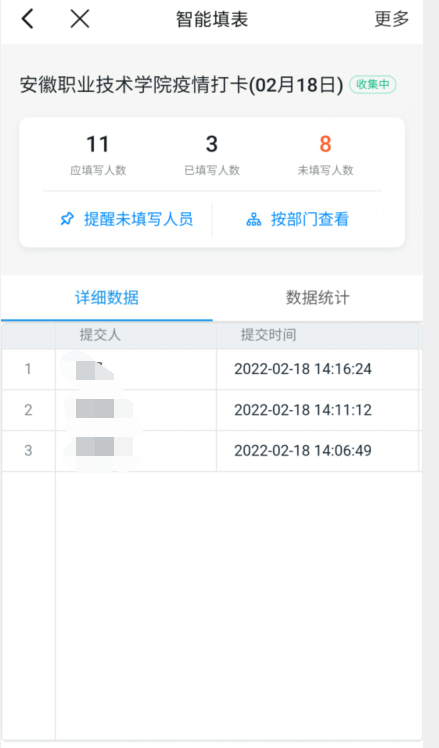 智能填表
更多
安徽职业技术学院疫情打卡(02月18日) 收集中
11 3 8
应填写人数 已填写人数 未填写人数
提醒未填写人员 按部门查看
详细数据 数据统计
提交人 提交时间
1 2022-02-18 14:16:24
2 2022-02-18 14:11:12
3 2022-02-18 14:06:49